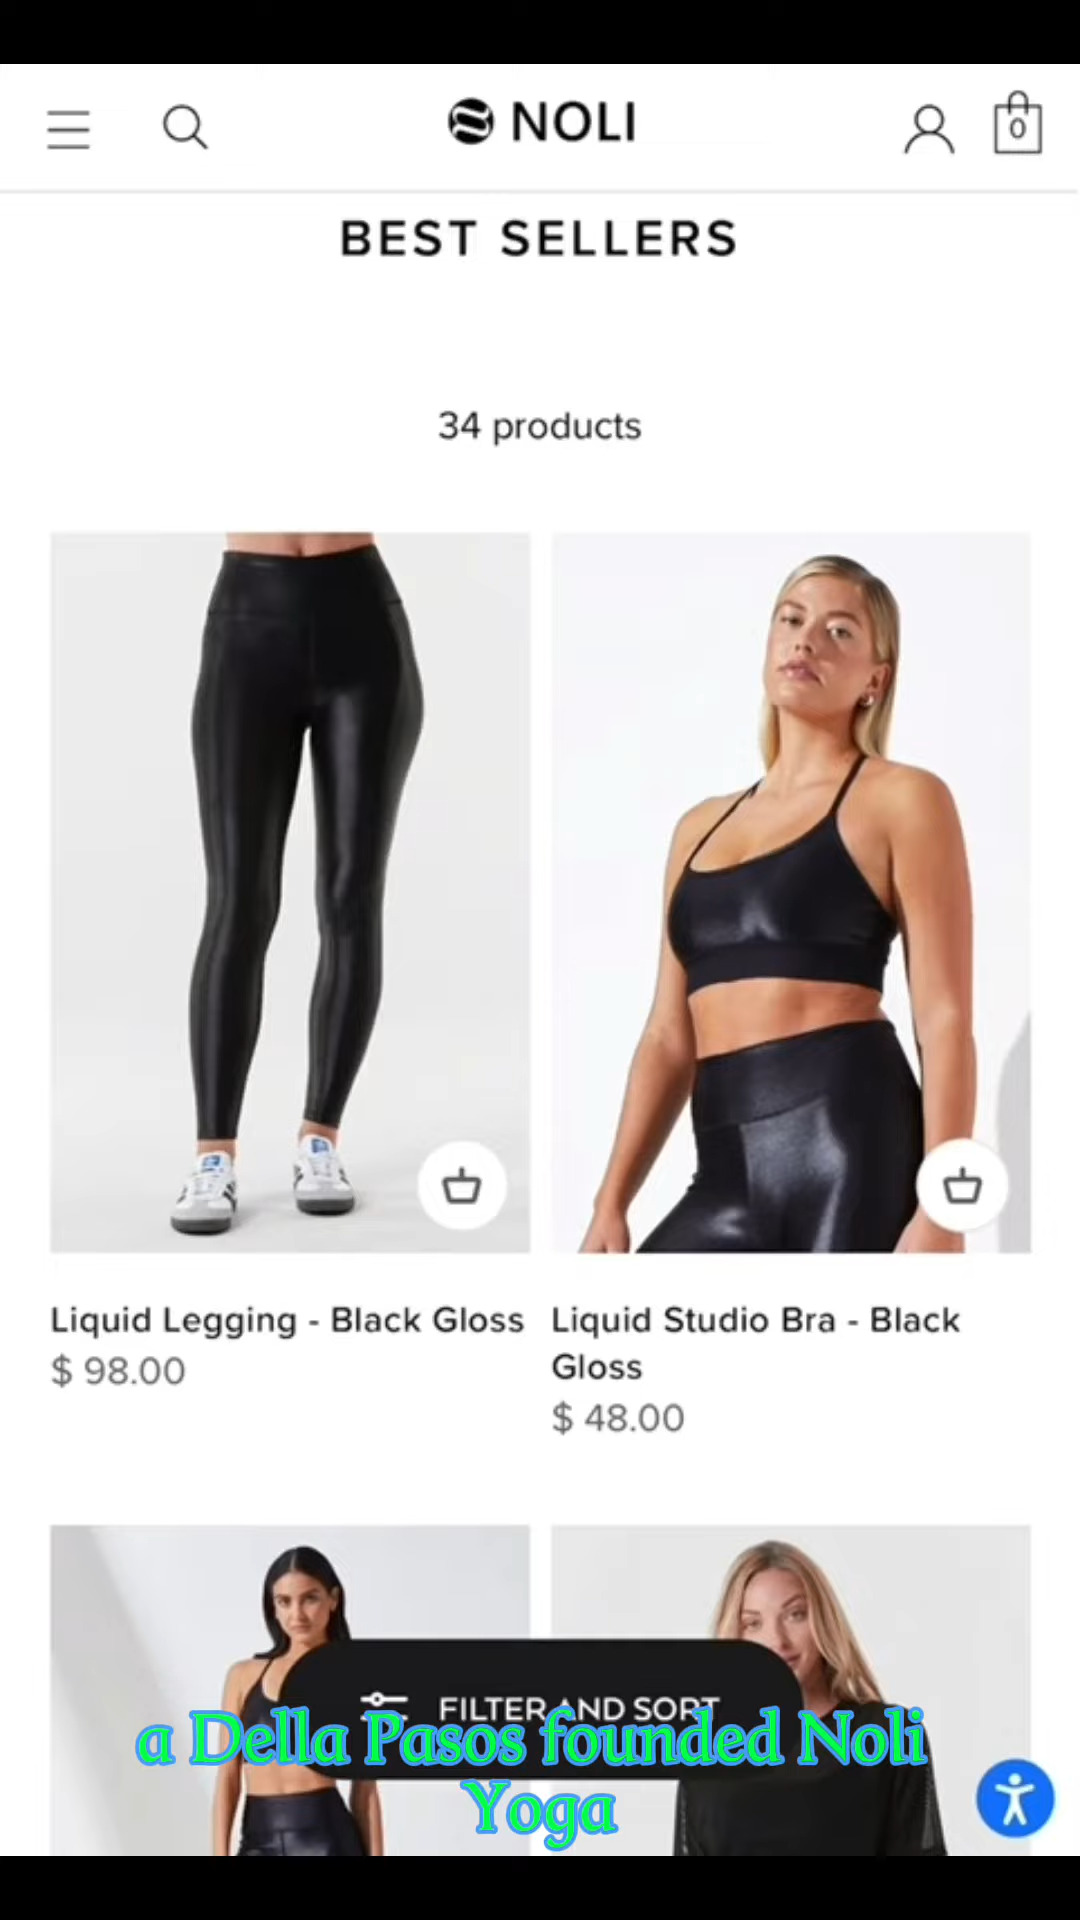 NOLI
0
BEST SELLERS
34 products
Liquid Legging - Black Gloss
$ 98.00
Liquid Studio Bra - Black
Gloss
$ 48.00
FILTER AND SORT
a Della Pasos founded Noli
Yoga